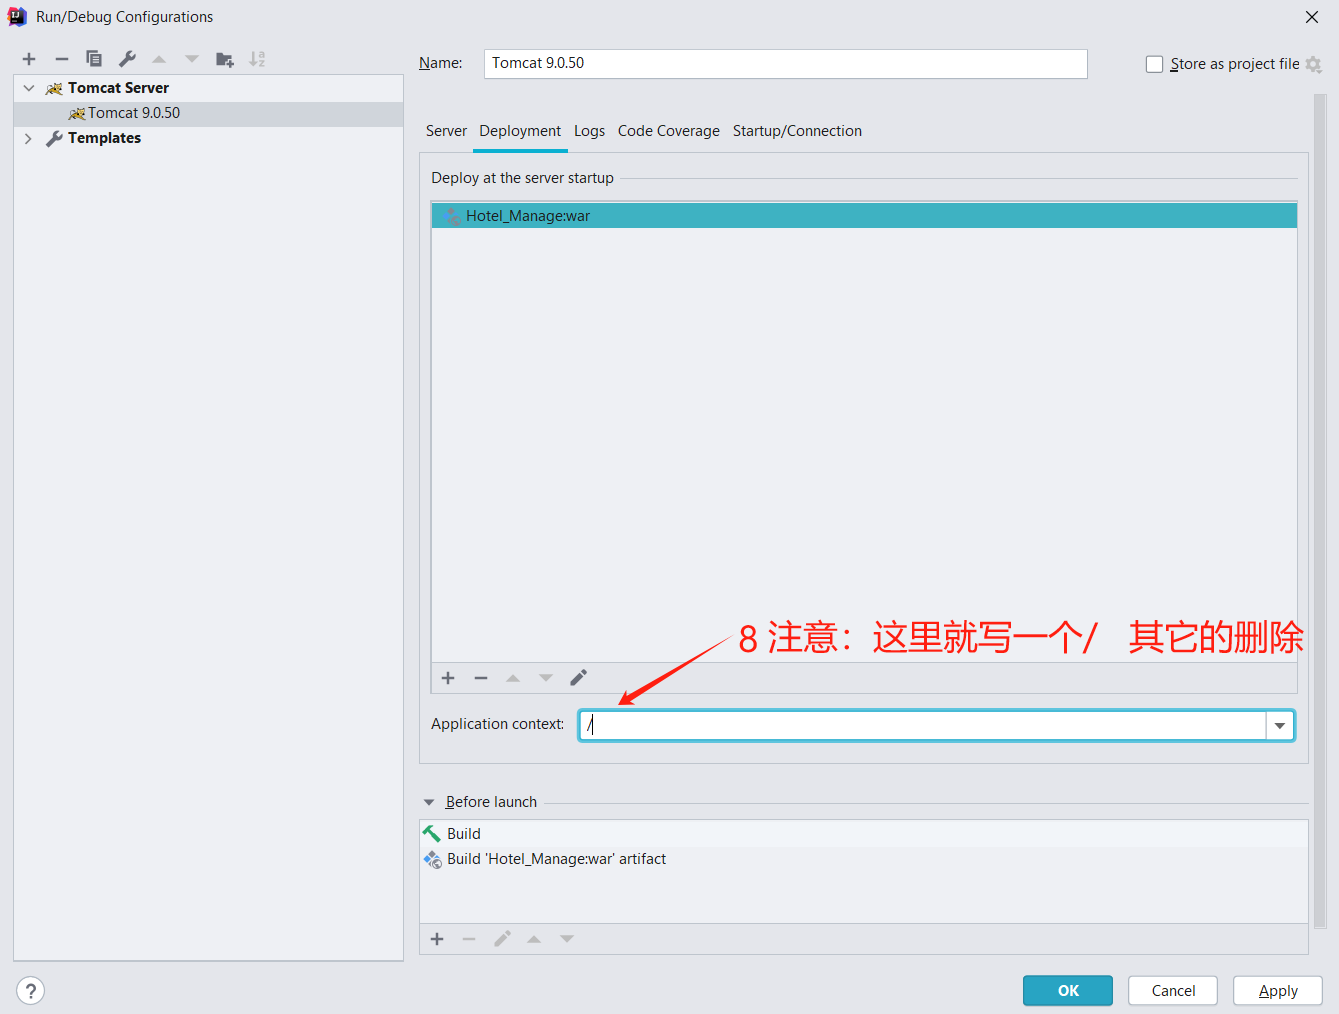 Run/Debug Configurations
Tomcat Server
Tomcat 9.0.50
Templates
Name: Tomcat 9.0.50
Store as project file
Server Deployment Logs Code Coverage Startup/Connection
Deploy at the server startup
Hotel_Manage:war
8 注意：这里就写一个/ 其它的删除
Application context: /
Before launch
Build
Build 'Hotel_Manage:war' artifact
?
OK Cancel Apply